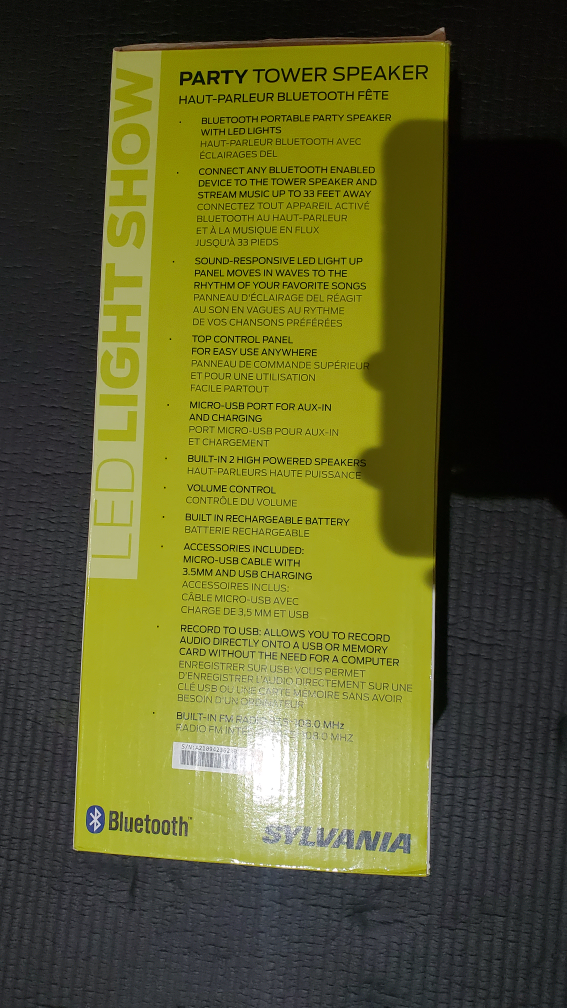 LED LIGHT SHOW
PARTY TOWER SPEAKER
HAUT-PARLEUR BLUETOOTH FÊTE
· BLUETOOTH PORTABLE PARTY SPEAKER
WITH LED LIGHTS
HAUT-PARLEUR BLUETOOTH AVEC
ÉCLAIRAGES DEL
· CONNECT ANY BLUETOOTH ENABLED
DEVICE TO THE TOWER SPEAKER AND
STREAM MUSIC UP TO 33 FEET AWAY
CONNECTEZ TOUT APPAREIL ACTIVÉ
BLUETOOTH AU HAUT-PARLEUR
ET À LA MUSIQUE EN FLUX
JUSQU'À 33 PIEDS
· SOUND-RESPONSIVE LED LIGHT UP
PANEL MOVES IN WAVES TO THE
RHYTHM OF YOUR FAVORITE SONGS
PANNEAU D'ÉCLAIRAGE DEL RÉAGIT
AU SON EN VAGUES AU RYTHME
DE VOS CHANSONS PRÉFÉRÉES
· TOP CONTROL PANEL
FOR EASY USE ANYWHERE
PANNEAU DE COMMANDE SUPÉRIEUR
ET POUR UNE UTILISATION
FACILE PARTOUT
· MICRO-USB PORT FOR AUX-IN
AND CHARGING
PORT MICRO-USB POUR AUX-IN
ET CHARGEMENT
· BUILT-IN 2 HIGH POWERED SPEAKERS
HAUT-PARLEURS HAUTE PUISSANCE
· VOLUME CONTROL
CONTRÔLE DU VOLUME
· BUILT IN RECHARGEABLE BATTERY
BATTERIE RECHARGEABLE
· ACCESSORIES INCLUDED:
MICRO-USB CABLE WITH
3.5MM AND USB CHARGING
ACCESSOIRES INCLUS:
CÂBLE MICRO-USB AVEC
CHARGE DE 3,5 MM ET USB
· RECORD TO USB: ALLOWS YOU TO RECORD
AUDIO DIRECTLY ONTO A USB OR MEMORY
CARD WITHOUT THE NEED FOR A COMPUTER
ENREGISTRER SUR USB: VOUS PERMET
D'ENREGISTRER L'AUDIO DIRECTEMENT SUR UNE
CLÉ USB OU UNE CARTE MÉMOIRE SANS AVOIR
BESOIN D'UN
· BUILT-IN FM MHz
RADIO FM MHZ
Bluetooth
SYLVANIA